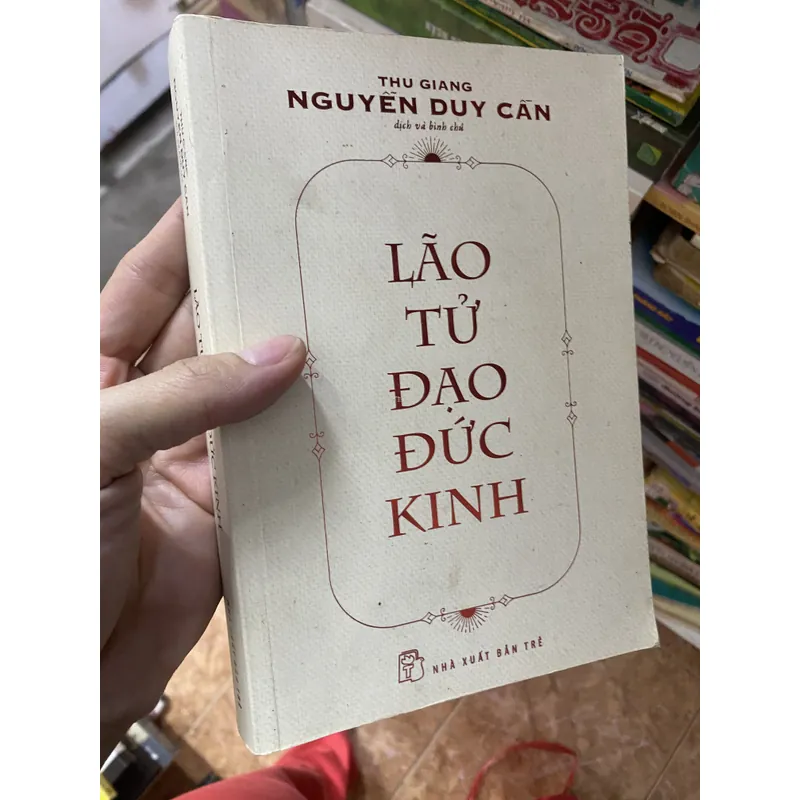 THU GIANG
NGUYỄN DUY CẦN
dịch và bình chú
LÃO
TỬ
ĐẠO
ĐỨC
KINH
NHÀ XUẤT BẢN TRẺ